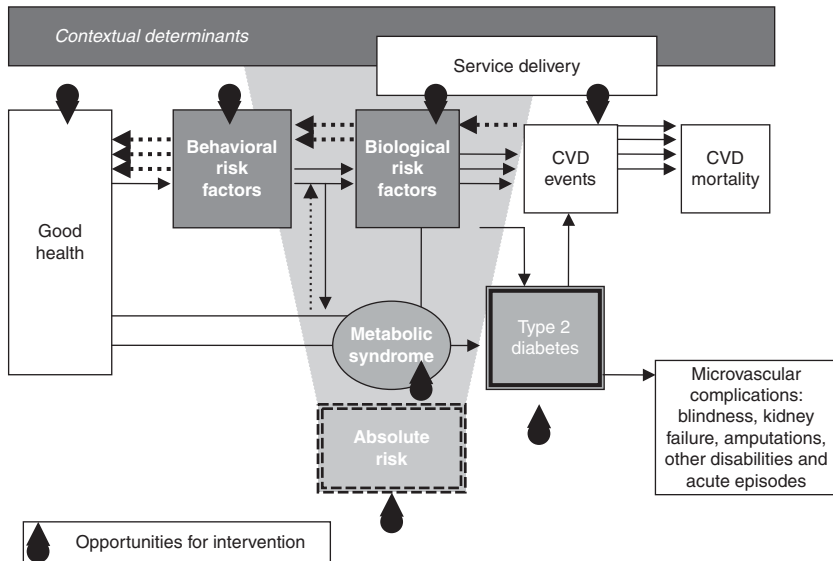 Contextual determinants
Service delivery
Good
health
Behavioral
risk
factors
Biological
risk
factors
CVD
events
CVD
mortality
Metabolic
syndrome
Type 2
diabetes
Absolute
risk
Microvascular
complications:
blindness, kidney
failure, amputations,
other disabilities and
acute episodes
Opportunities for intervention